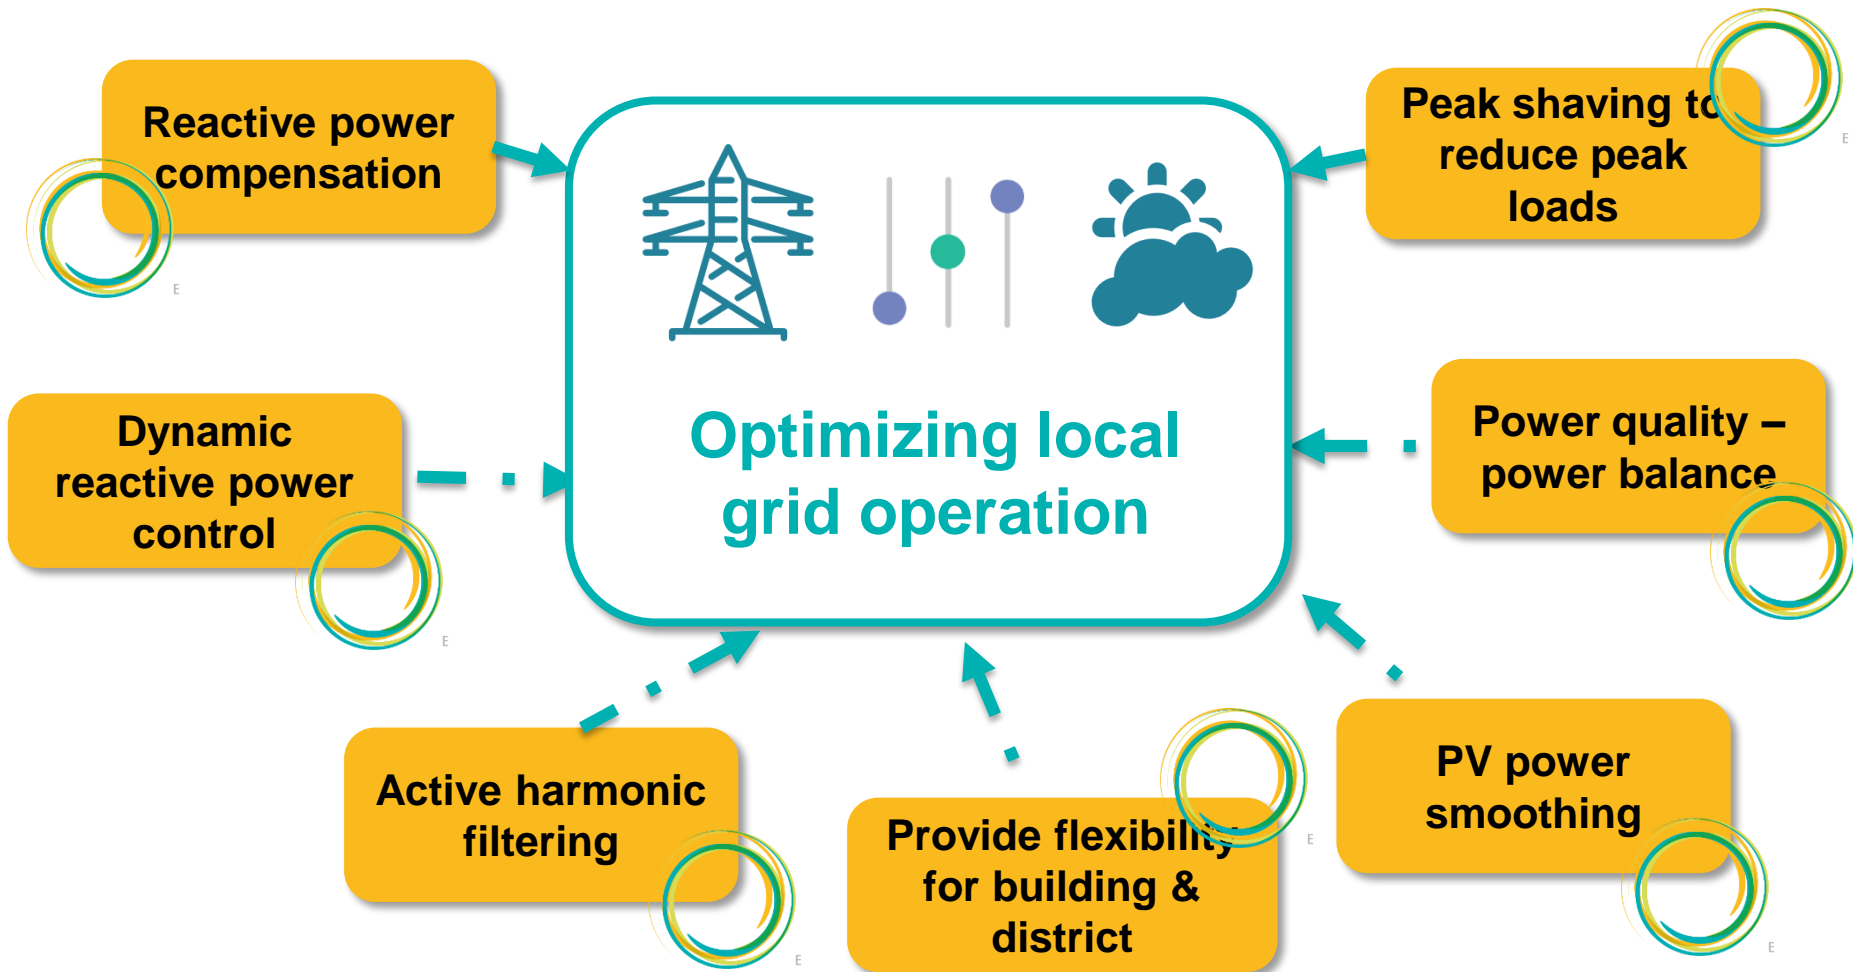 Reactive power
compensation
E
Peak shaving to
reduce peak
loads
E
Optimizing local
grid operation
Dynamic
reactive power
control
E
Power quality –
power balance
Active harmonic
filtering
E
Provide flexibility
for building &
district
E
PV power
smoothing
E